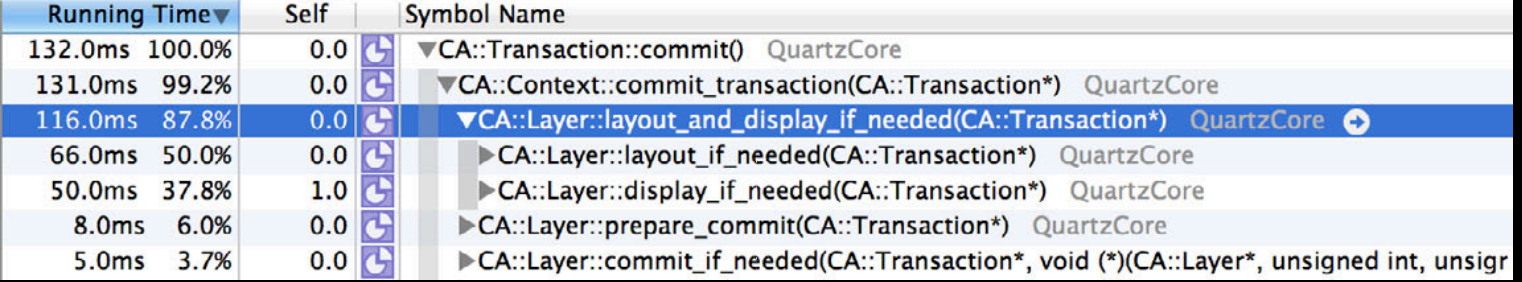 Running Time Self Symbol Name
132.0ms 100.0% 0.0 CA::Transaction::commit() QuartzCore
131.0ms 99.2% 0.0 CA::Context::commit_transaction(CA::Transaction*) QuartzCore
116.0ms 87.8% 0.0 CA::Layer::layout_and_display_if_needed(CA::Transaction*) QuartzCore
66.0ms 50.0% 0.0 CA::Layer::layout_if_needed(CA::Transaction*) QuartzCore
50.0ms 37.8% 1.0 CA::Layer::display_if_needed(CA::Transaction*) QuartzCore
8.0ms 6.0% 0.0 CA::Layer::prepare_commit(CA::Transaction*) QuartzCore
5.0ms 3.7% 0.0 CA::Layer::commit_if_needed(CA::Transaction*, void (*)(CA::Layer*, unsigned int, unsigr